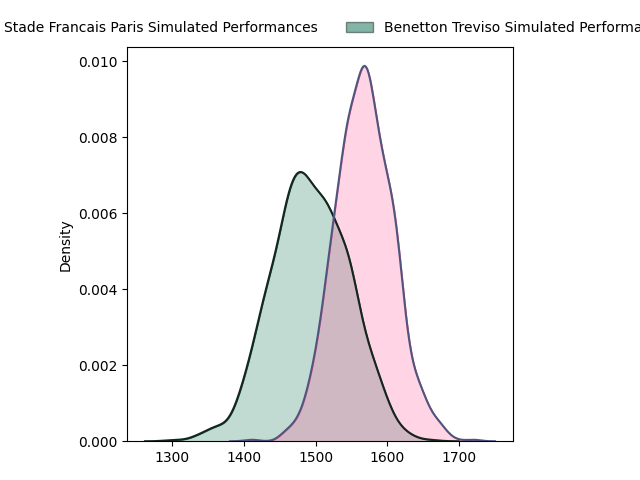 Stade Francais Paris Simulated Performances
Benetton Treviso Simulated Performa
0.010
0.008
0.006
0.004
0.002
0.000
Density
1300 1400 1500 1600 1700